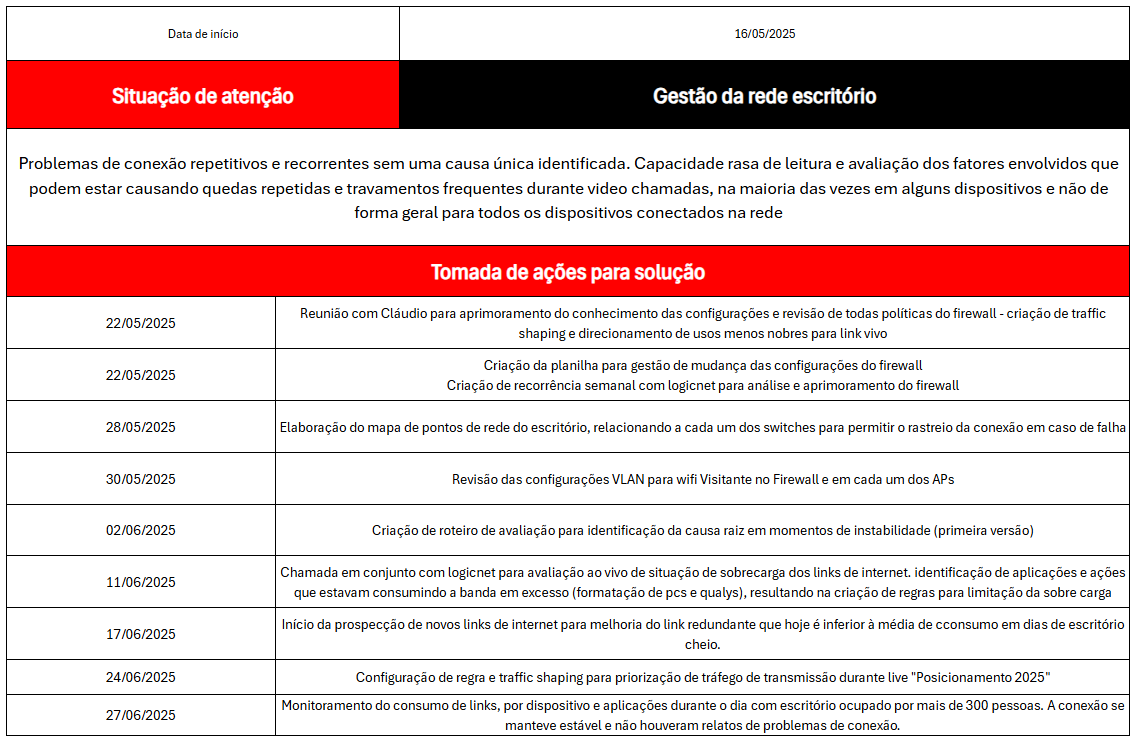 Data de início
16/05/2025
Situação de atenção
Gestão da rede escritório
Problemas de conexão repetitivos e recorrentes sem uma causa única identificada. Capacidade rasa de leitura e avaliação dos fatores envolvidos que
podem estar causando quedas repetidas e travamentos frequentes durante video chamadas, na maioria das vezes em alguns dispositivos e não de
forma geral para todos os dispositivos conectados na rede
Tomada de ações para solução
22/05/2025
Reunião com Cláudio para aprimoramento do conhecimento das configurações e revisão de todas políticas do firewall - criação de traffic
shaping e direcionamento de usos menos nobres para link vivo
22/05/2025
Criação da planilha para gestão de mudança das configurações do firewall
Criação de recorrência semanal com logicnet para análise e aprimoramento do firewall
28/05/2025
Elaboração do mapa de pontos de rede do escritório, relacionando a cada um dos switches para permitir o rastreio da conexão em caso de falha
30/05/2025
Revisão das configurações VLAN para wifi Visitante no Firewall e em cada um dos APs
02/06/2025
Criação de roteiro de avaliação para identificação da causa raiz em momentos de instabilidade (primeira versão)
11/06/2025
Chamada em conjunto com logicnet para avaliação ao vivo de situação de sobrecarga dos links de internet. identificação de aplicações e ações
que estavam consumindo a banda em excesso (formatação de pcs e qualys), resultando na criação de regras para limitação da sobre carga
17/06/2025
Início da prospecção de novos links de internet para melhoria do link redundante que hoje é inferior à média de cconsumo em dias de escritório
cheio.
24/06/2025
Configuração de regra e traffic shaping para priorização de tráfego de transmissão durante live "Posicionamento 2025"
27/06/2025
Monitoramento do consumo de links, por dispositivo e aplicações durante o dia com escritório ocupado por mais de 300 pessoas. A conexão se
manteve estável e não houveram relatos de problemas de conexão.